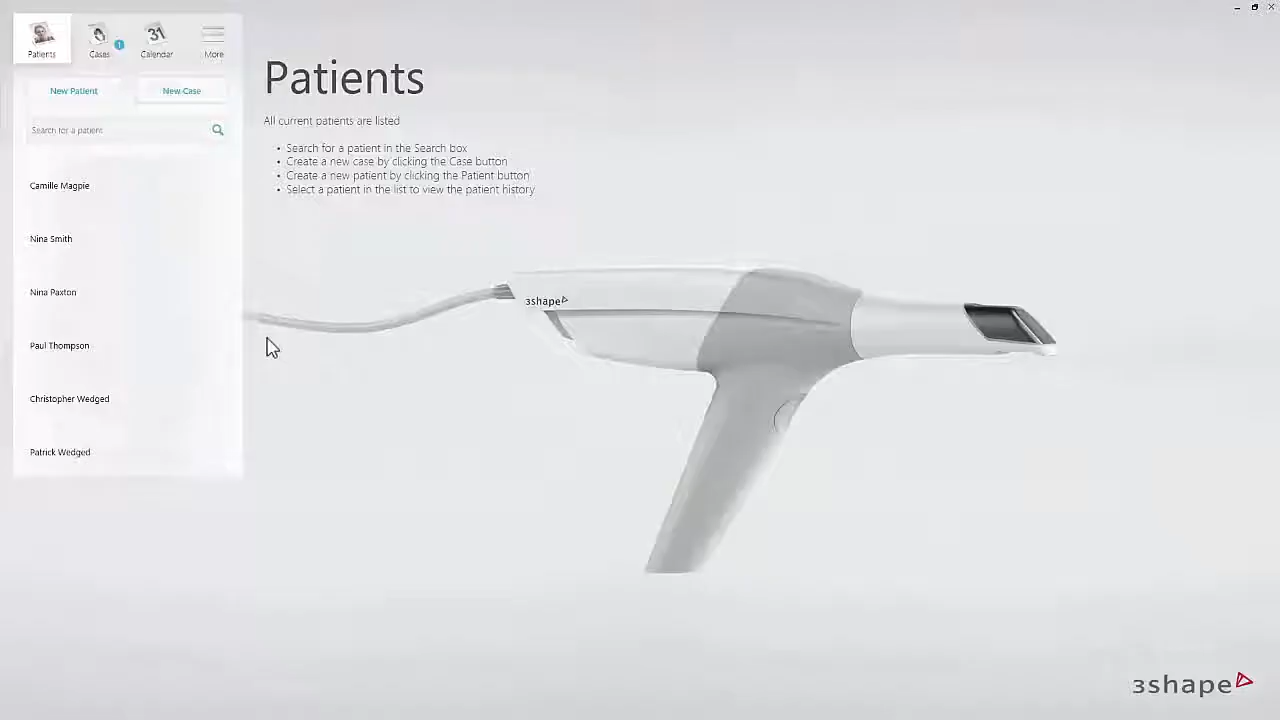 Patients
Cases
1
Calendar
31
More
New Patient
New Case
Search for a patient
Camille Magpie
Nina Smith
Nina Paxton
Paul Thompson
Christopher Wedged
Patrick Wedged
Patients
All current patients are listed
• Search for a patient in the Search box
• Create a new case by clicking the Case button
• Create a new patient by clicking the Patient button
• Select a patient in the list to view the patient history
3shape
3shape